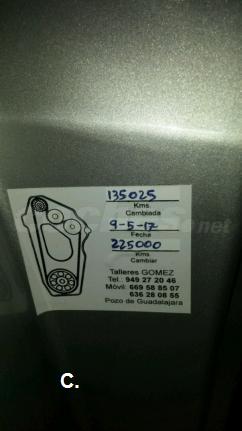 135025
Kms.
Cambiada
9-5-17
Fecha
225000
Kms.
Cambiar
Talleres GOMEZ
Tel.: 949 27 20 46
Móvil: 669 58 85 07
636 28 08 55
Pozo de Guadalajara
C.